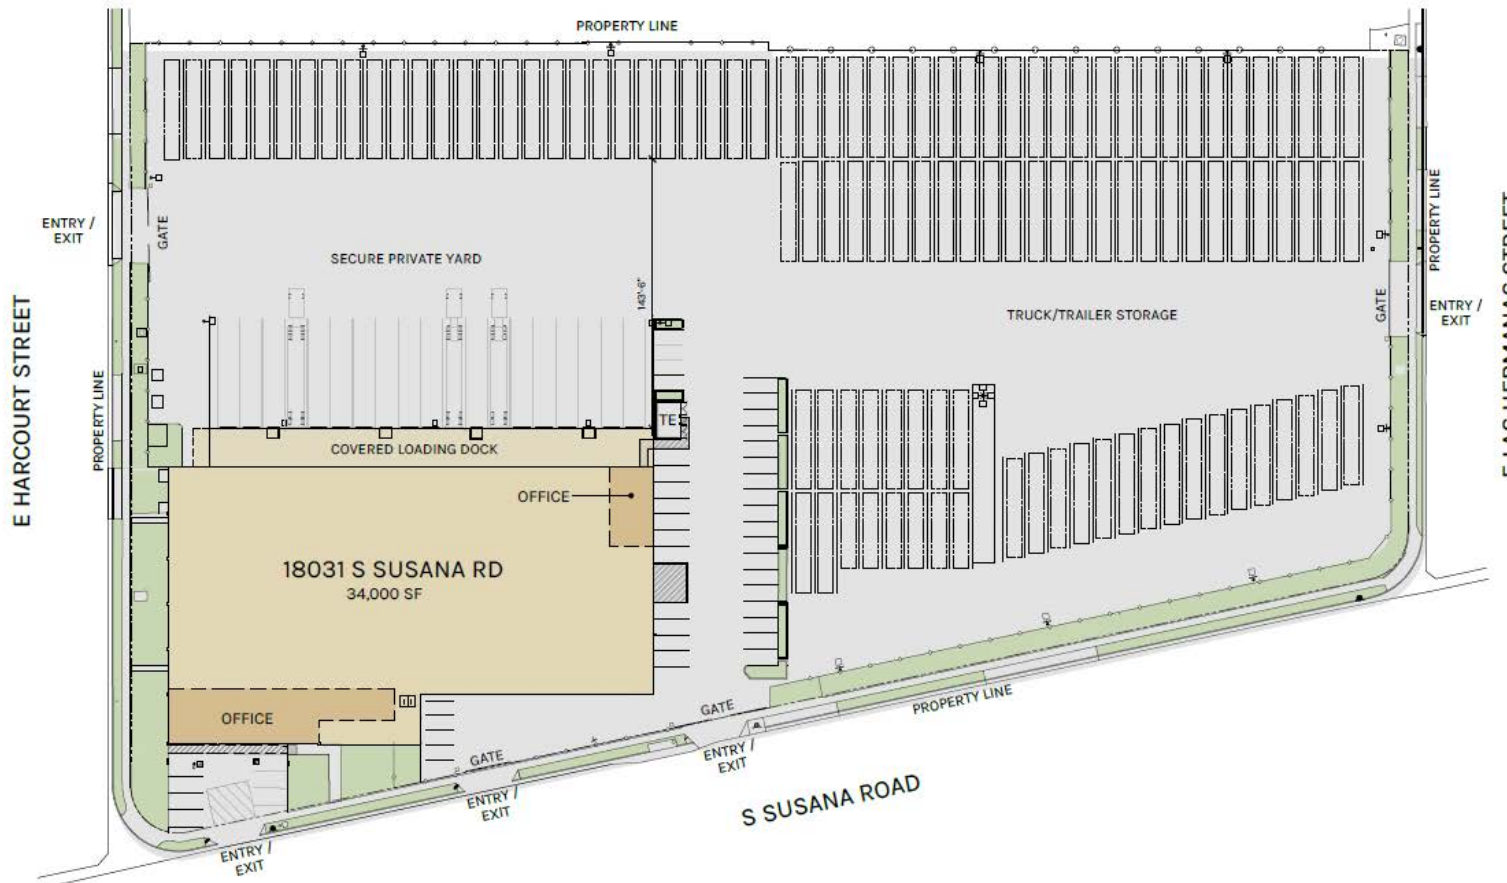 PROPERTY LINE
ENTRY /
EXIT
GATE
SECURE PRIVATE YARD
143'-6"
TRUCK/TRAILER STORAGE
GATE
PROPERTY LINE
ENTRY /
EXIT
E HARCOURT STREET
PROPERTY LINE
COVERED LOADING DOCK
OFFICE
18031 S SUSANA RD
34,000 SF
OFFICE
GATE
GATE
PROPERTY LINE
ENTRY /
EXIT
ENTRY /
EXIT
ENTRY /
EXIT
S SUSANA ROAD